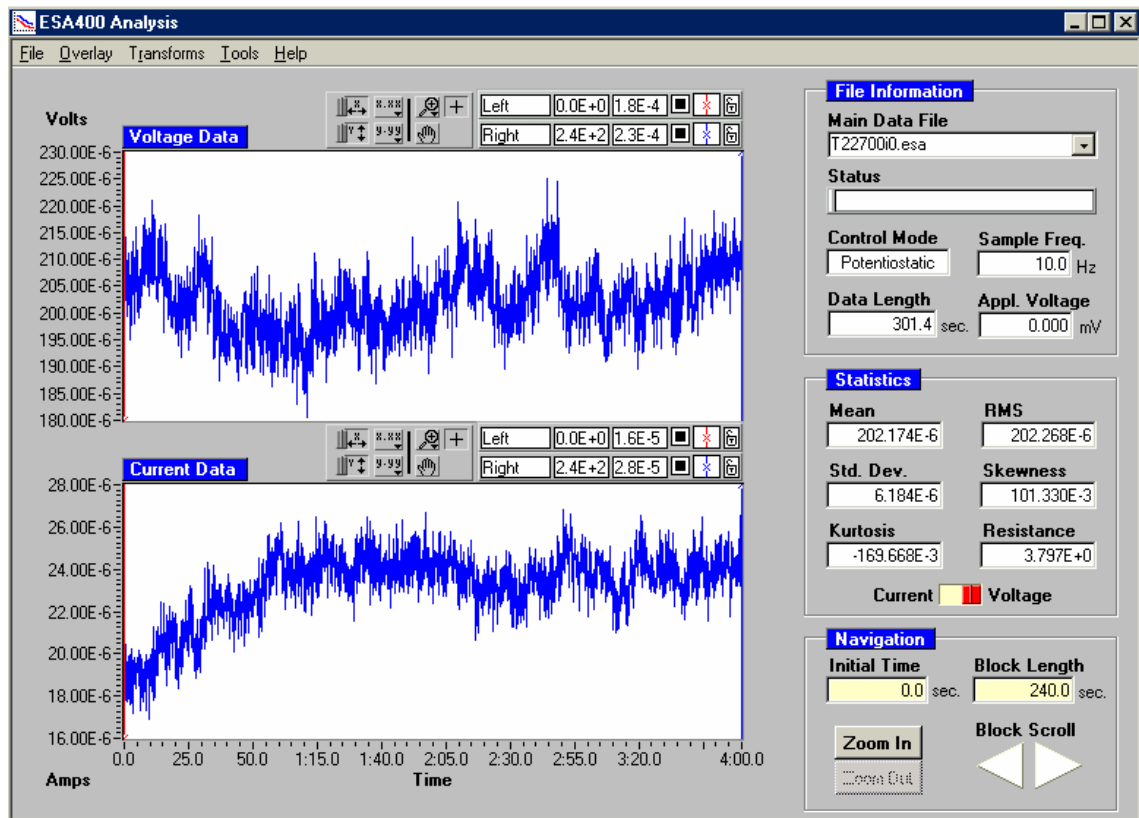 ESA400 Analysis
File Overlay Transforms Tools Help
Volts
Voltage Data
Left 0.0E+0 1.8E-4
Right 2.4E+2 2.3E-4
230.00E-6
225.00E-6
220.00E-6
215.00E-6
210.00E-6
205.00E-6
200.00E-6
195.00E-6
190.00E-6
185.00E-6
180.00E-6
Current Data
Left 0.0E+0 1.6E-5
Right 2.4E+2 2.8E-5
28.00E-6
26.00E-6
24.00E-6
22.00E-6
20.00E-6
18.00E-6
16.00E-6
0.0 25.0 50.0 1:15.0 1:40.0 2:05.0 2:30.0 2:55.0 3:20.0 4:00.0
Amps
Time
File Information
Main Data File
T22700i0.esa
Status
Control Mode Sample Freq.
Potentiostatic 10.0 Hz
Data Length Appl. Voltage
301.4 sec. 0.000 mV
Statistics
Mean RMS
202.174E-6 202.268E-6
Std. Dev. Skewness
6.184E-6 101.330E-3
Kurtosis Resistance
-169.668E-3 3.797E+0
Current Voltage
Navigation
Initial Time Block Length
0.0 sec. 240.0 sec.
Zoom In Block Scroll
Zoom Out